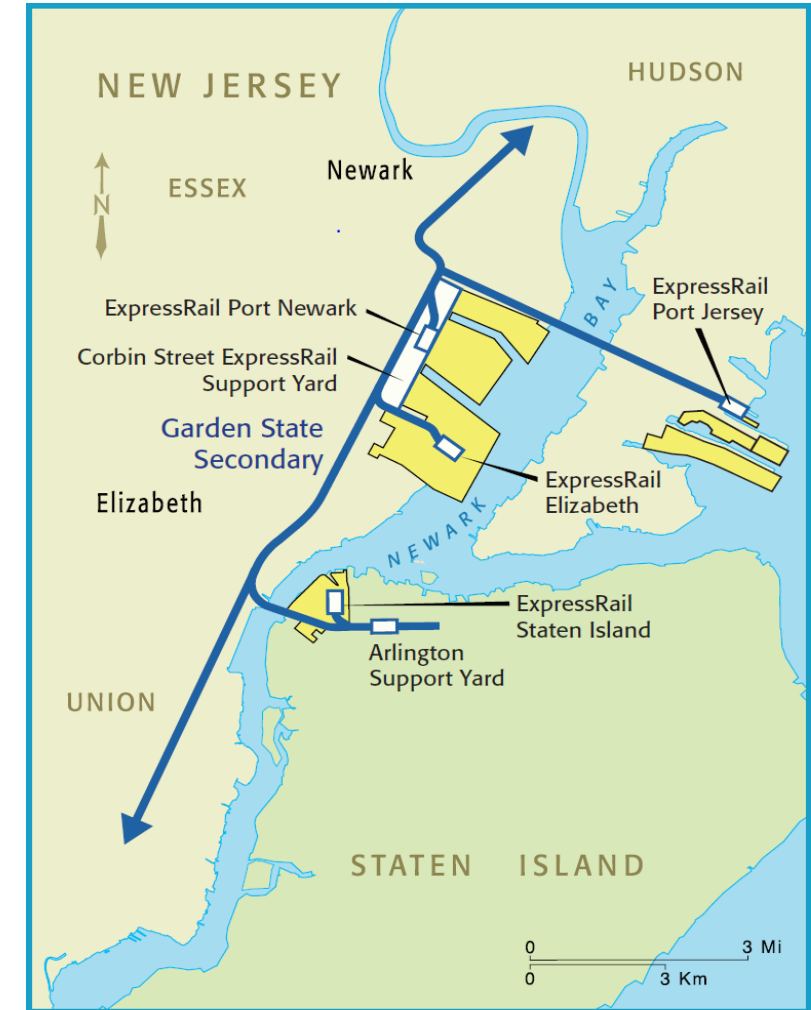 HUDSON
NEW JERSEY
Newark
ESSEX
N
ExpressRail
Port Jersey
ExpressRail Port Newark
BAY
Corbin Street ExpressRail
Support Yard
Garden State
Secondary
ExpressRail
Elizabeth
Elizabeth
NEWARK
ExpressRail
Staten Island
Arlington
Support Yard
UNION
STATEN ISLAND
0 3 Mi
0 3 Km